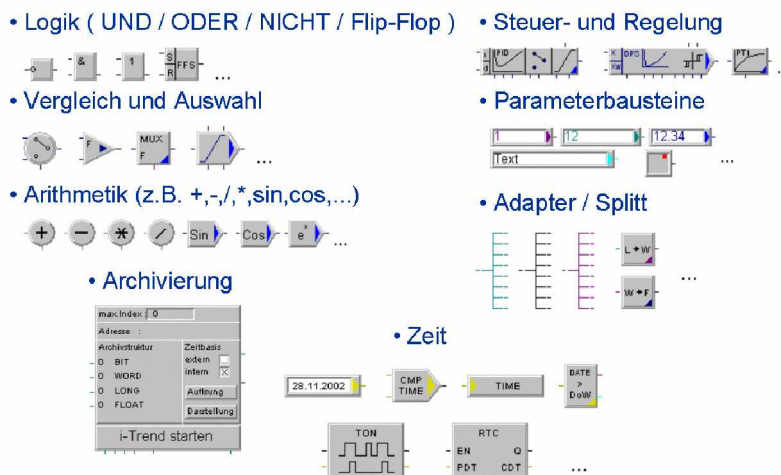 • Logik ( UND / ODER / NICHT / Flip-Flop )
& 1 S R FFS ...
• Vergleich und Auswahl
F MUX F ...
• Arithmetik (z.B. +,-,/,*,sin,cos,...)
+ - * / Sin Cos e^x ...
• Archivierung
max.Index : 0
Adresse :
Archivstruktur Zeitbasis
0 BIT extern
0 WORD intern
0 LONG Auflisung
0 FLOAT Darstellung
i-Trend starten
• Steuer- und Regelung
PID DPS PT1
• Parameterbausteine
1 12 12.34
Text ...
• Adapter / Splitt
L→W
W→F
...
• Zeit
28.11.2002 CMP TIME TIME DATE > DoW
TON RTC
EN Q
PDT CDT ...